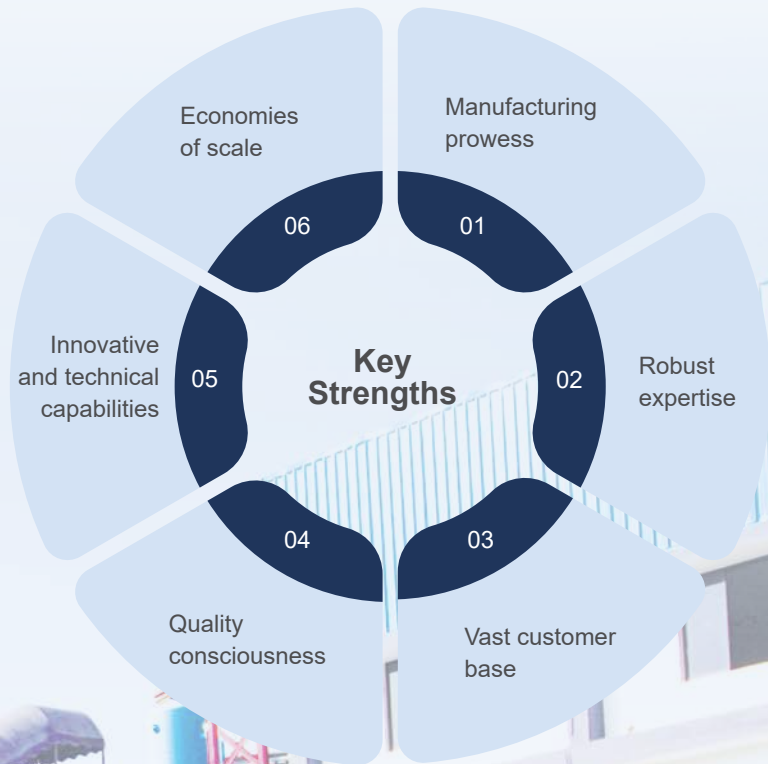 Key
Strengths
01
Manufacturing
prowess
02
Robust
expertise
03
Vast customer
base
04
Quality
consciousness
05
Innovative
and technical
capabilities
06
Economies
of scale